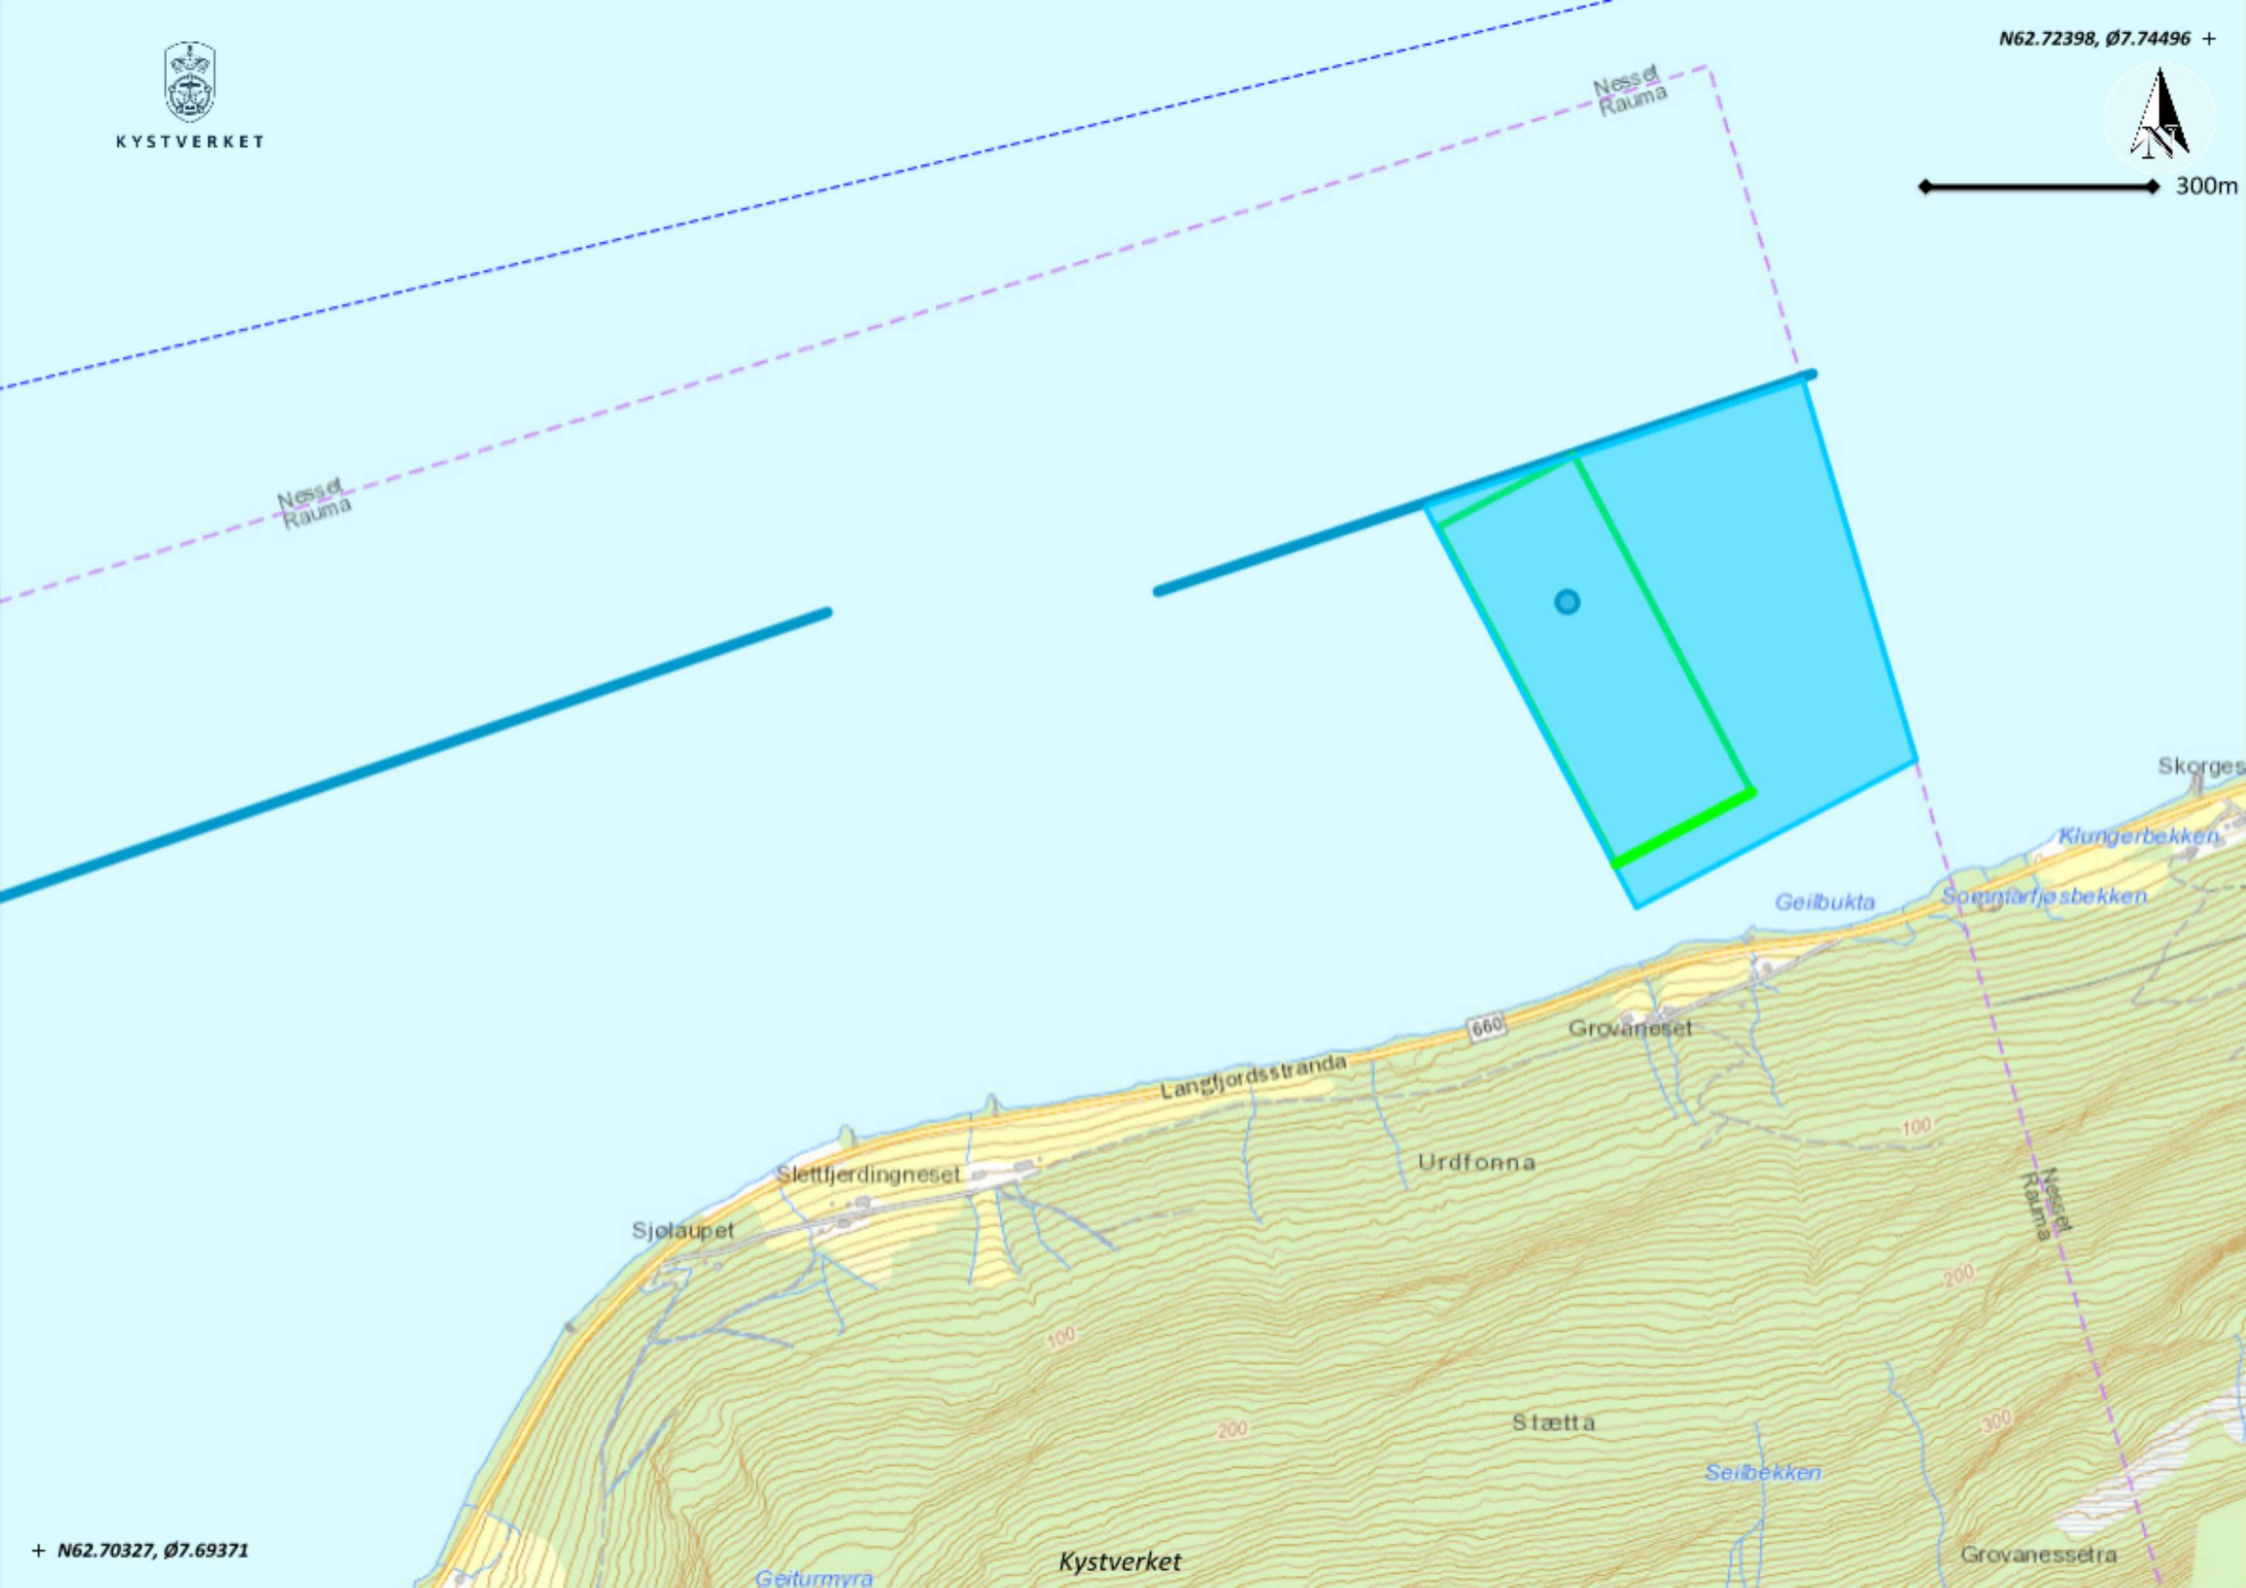 N62.72398, Ø7.74496
KYSTVERKET
300m
N
Nesset
Rauma
Nesset
Rauma
Skorges
Klungerbekken
Sommarfjøsbekken
Geilbukta
660
Grovaneset
Langfjordsstranda
100
Urdfonna
Slettfjerdingneset
Nesset
Rauma
Sjølaupet
200
100
200
Slætta
300
Seilbekken
N62.70327, Ø7.69371
Kystverket
Grovanessetra
Geiturmyra